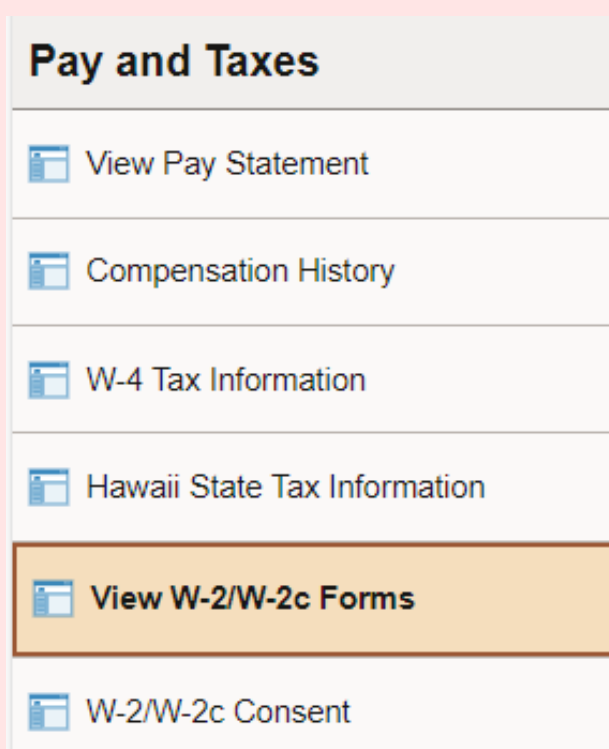 Pay and Taxes
View Pay Statement
Compensation History
W-4 Tax Information
Hawaii State Tax Information
View W-2/W-2c Forms
W-2/W-2c Consent